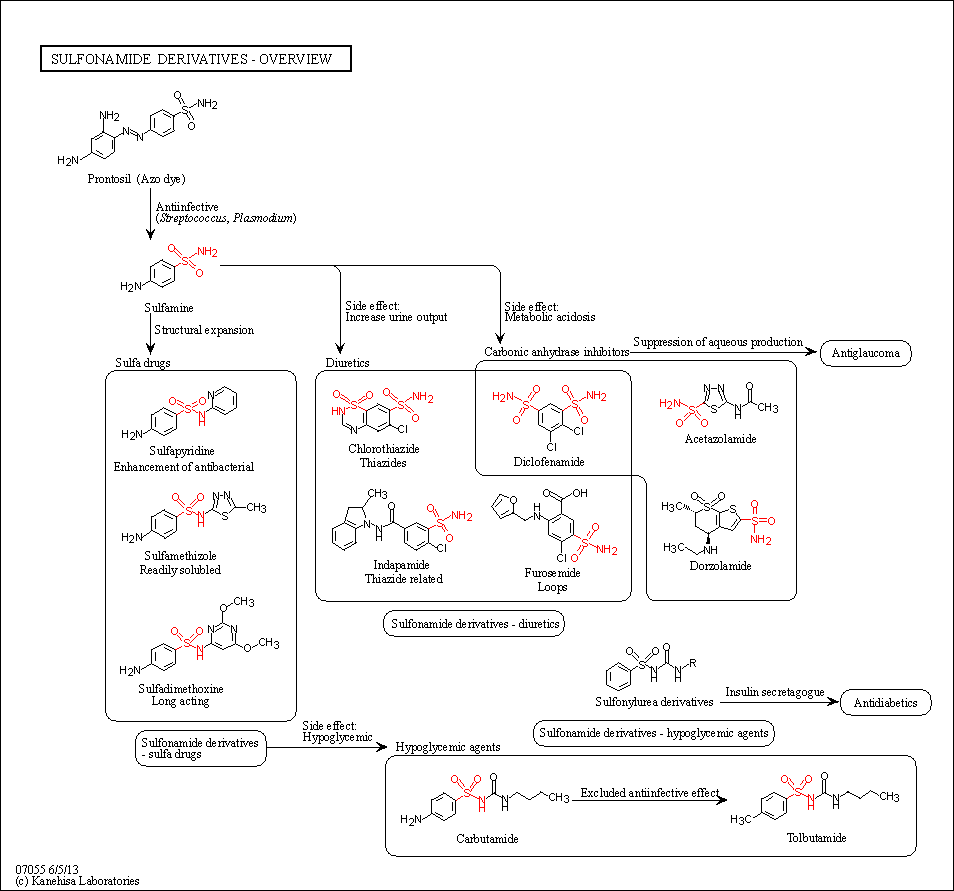 SULFONAMIDE DERIVATIVES - OVERVIEW
O
NH2
S
O
NH2
N
N
H2N
Prontosil (Azo dye)
Antiinfective
(Streptococcus, Plasmodium)
O
NH2
S
O
H2N
Sulfamine
Structural expansion
Side effect:
Increase urine output
Side effect:
Metabolic acidosis
Sulfa drugs
Diuretics
Carbonic anhydrase inhibitors
Suppression of aqueous production
Antiglaucoma
O O
S
N
N
H
H2N
Sulfapyridine
Enhancement of antibacterial
O O
S
N
H
N N
S
CH3
H2N
Sulfamethizole
Readily solubled
O O
S
N
H
N
N
O
CH3
O
CH3
H2N
Sulfadimethoxine
Long acting
O O
S
HN
N
O
S
NH2
O
Cl
Chlorothiazide
Thiazides
H2N
O
S
O
O
S
NH2
O
Cl
Cl
Diclofenamide
N N
S
H2N
S
O O
N
H
O
CH3
Acetazolamide
CH3
N
NH
O
O
S
NH2
O
Cl
Indapamide
Thiazide related
O
NH
O
OH
O
S
O
NH2
Cl
Furosemide
Loops
O O
S
H3C
S
O
S
O
NH2
H3C
NH
Dorzolamide
Sulfonamide derivatives - diuretics
O O
S
N
H
O
N
H
R
Sulfonylurea derivatives
Insulin secretagogue
Antidiabetics
Sulfonamide derivatives - hypoglycemic agents
Sulfonamide derivatives
- sulfa drugs
Side effect:
Hypoglycemic
Hypoglycemic agents
O O
S
N
H
O
N
H
CH3
H2N
Carbutamide
Excluded antiinfective effect
O O
S
N
H
O
N
H
CH3
H3C
Tolbutamide
07055 6/5/13
(c) Kanehisa Laboratories